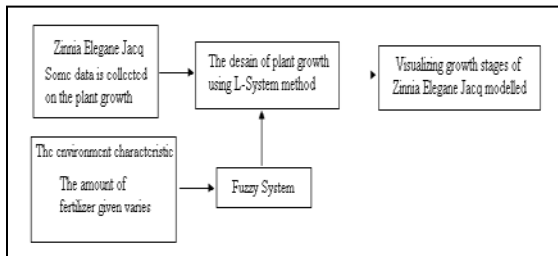 Zinnia Elegane Jacq
Some data is collected
on the plant growth
The desain of plant growth
using L-System method
Visualizing growth stages of
Zinnia Elegane Jacq modelled
The environment characteristic
The amount of
fertilizer given varies
Fuzzy System